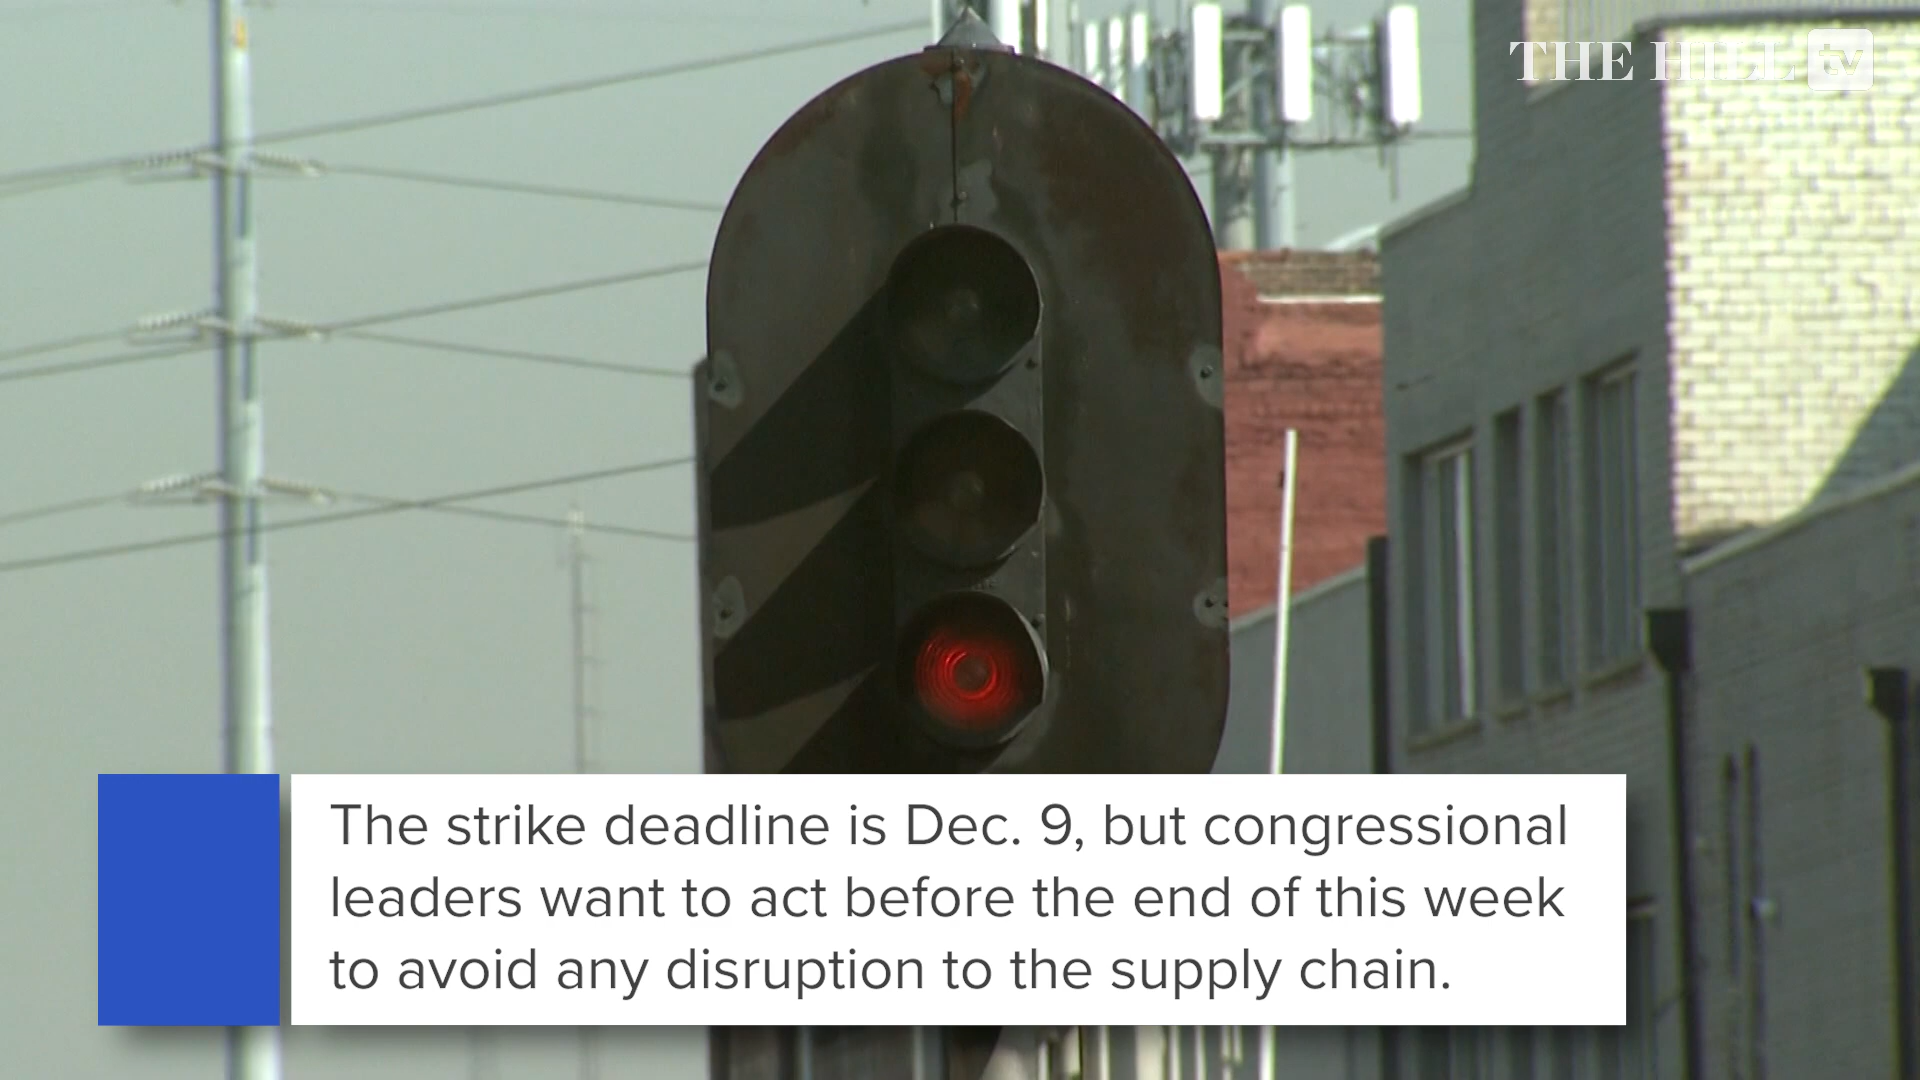 THE HILL tv
The strike deadline is Dec. 9, but congressional
leaders want to act before the end of this week
to avoid any disruption to the supply chain.